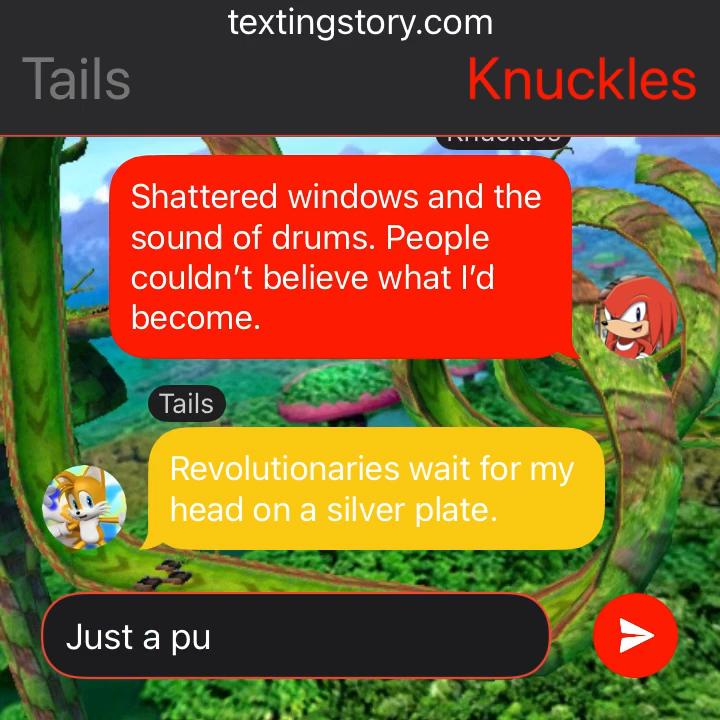 textingstory.com
Tails Knuckles
Knuckles
Shattered windows and the
sound of drums. People
couldn’t believe what I’d
become.
Tails
Revolutionaries wait for my
head on a silver plate.
Just a pu